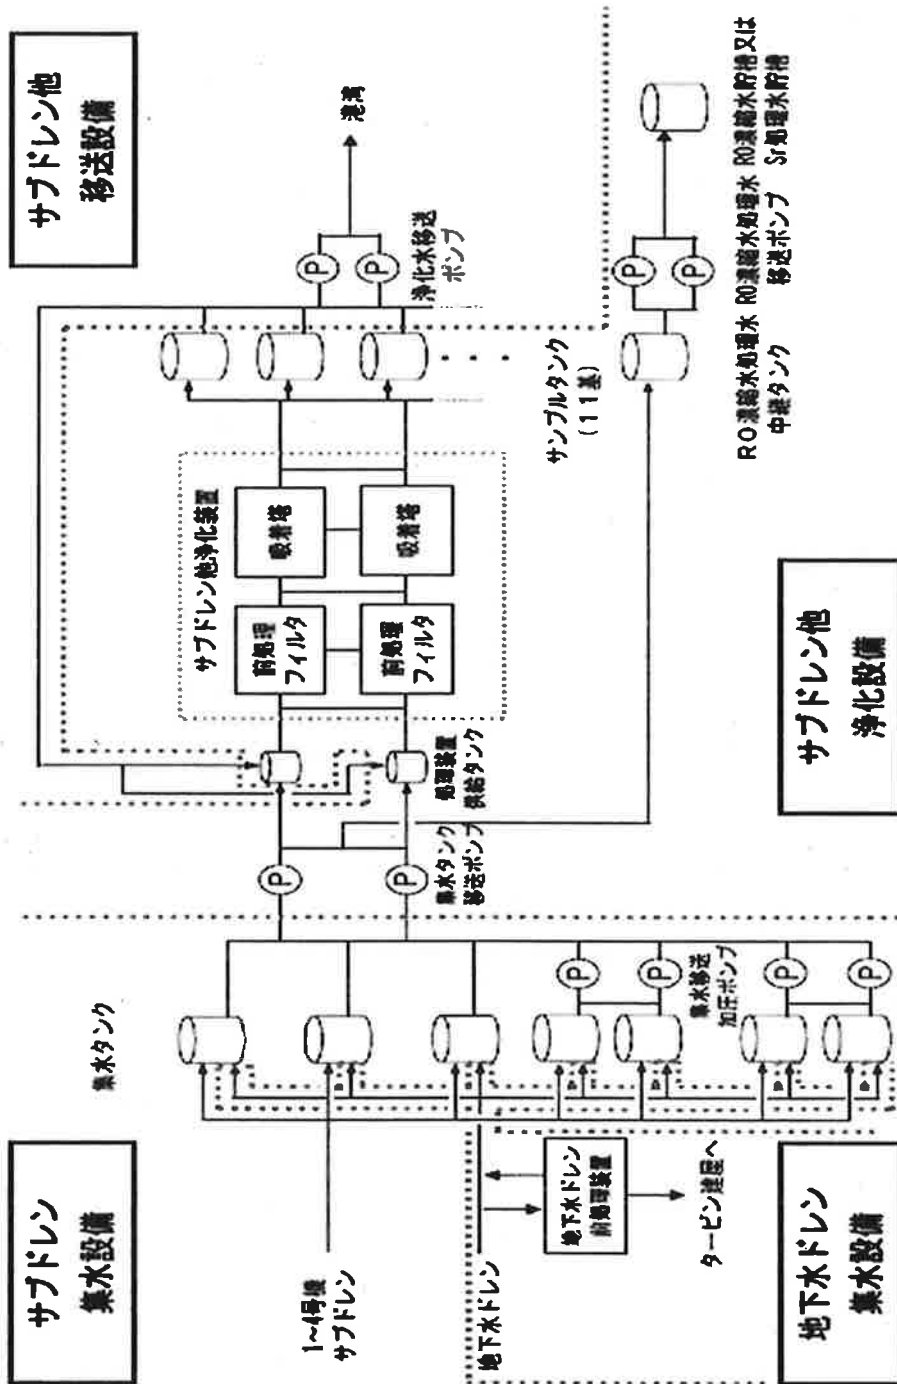 サブドレン
集水設備
集水タンク
1~4号機
サブドレン
地下水ドレン
地下水ドレン
前処理装置
タービン建屋へ
地下水ドレン
集水設備
P
P
P
P
集水移送
加圧ポンプ
P
P
集水タンク
移送ポンプ
処理装置
供給タンク
サブドレン他浄化装置
前処理
フィルタ
吸着塔
前処理
フィルタ
吸着塔
サンプルタンク
(11基)
サブドレン他
浄化設備
サブドレン他
移送設備
P
P
浄化水移送
ポンプ
港湾
P
P
RO濃縮水処理水
中継タンク
RO濃縮水処理水
移送ポンプ
RO濃縮水貯槽又は
Sr処理水貯槽